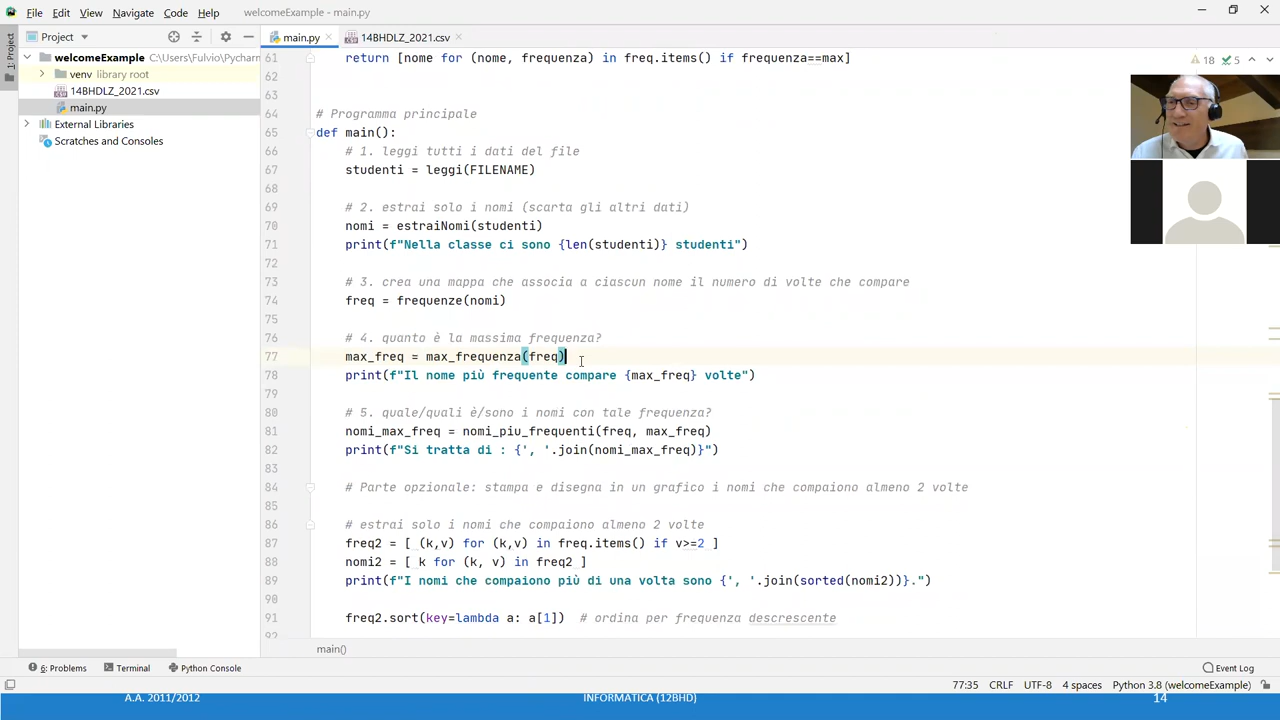 File Edit View Navigate Code Help welcomeExample - main.py
Project main.py 14BHDLZ_2021.csv
1: Project
welcomeExample C:\Users\Fulvio\Pycharm
venv library root
14BHDLZ_2021.csv
main.py
External Libraries
Scratches and Consoles
18 5
61 return [nome for (nome, frequenza) in freq.items() if frequenza==max]
62
63
64 # Programma principale
65 def main():
66 # 1. leggi tutti i dati del file
67 studenti = leggi(FILENAME)
68
69 # 2. estrai solo i nomi (scarta gli altri dati)
70 nomi = estraiNomi(studenti)
71 print(f"Nella classe ci sono {len(studenti)} studenti")
72
73 # 3. crea una mappa che associa a ciascun nome il numero di volte che compare
74 freq = frequenze(nomi)
75
76 # 4. quanto è la massima frequenza?
77 max_freq = max_frequenza(freq)
78 print(f"Il nome più frequente compare {max_freq} volte")
79
80 # 5. quale/quali è/sono i nomi con tale frequenza?
81 nomi_max_freq = nomi_piu_frequenti(freq, max_freq)
82 print(f"Si tratta di : {', '.join(nomi_max_freq)}")
83
84 # Parte opzionale: stampa e disegna in un grafico i nomi che compaiono almeno 2 volte
85
86 # estrai solo i nomi che compaiono almeno 2 volte
87 freq2 = [ (k,v) for (k,v) in freq.items() if v>=2 ]
88 nomi2 = [ k for (k, v) in freq2 ]
89 print(f"I nomi che compaiono più di una volta sono {', '.join(sorted(nomi2))}.")
90
91 freq2.sort(key=lambda a: a[1]) # ordina per frequenza descrescente
92
main()
6: Problems Terminal Python Console Event Log
77:35 CRLF UTF-8 4 spaces Python 3.8 (welcomeExample)
A.A. 2011/2012 INFORMATICA (12BHD) 14